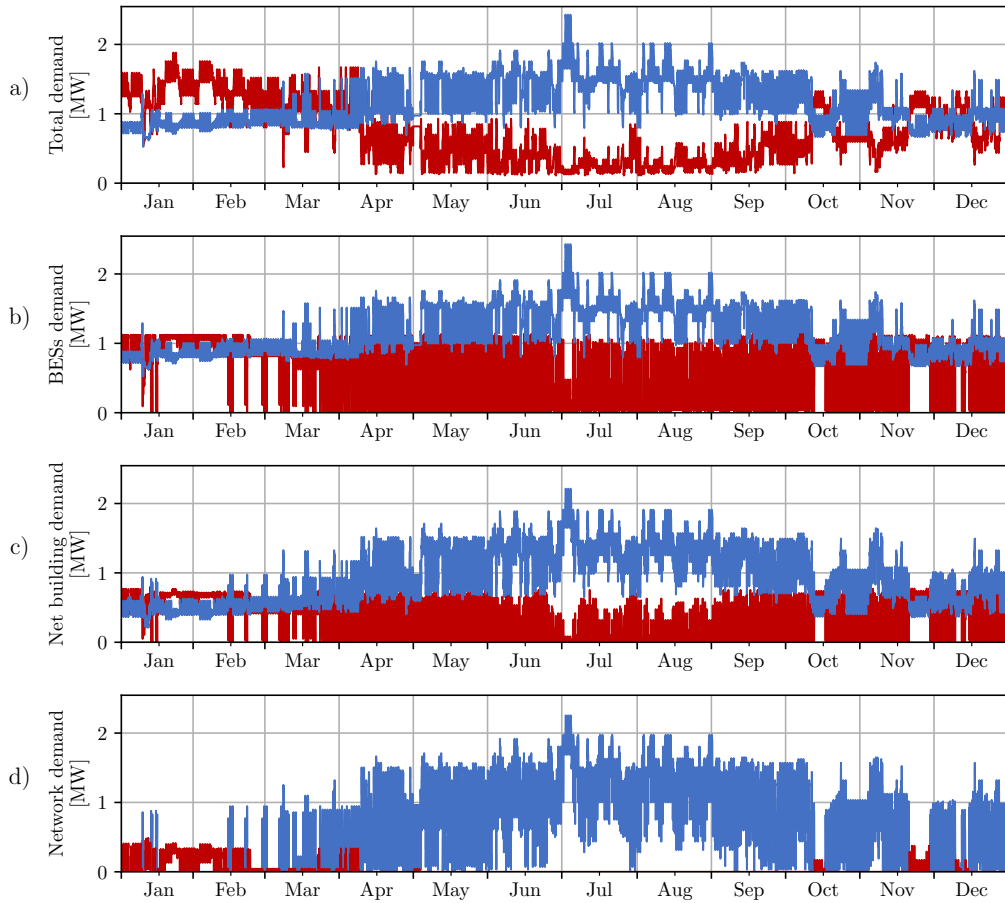 a)
Total demand
[MW]
2
1
0
Jan Feb Mar Apr May Jun Jul Aug Sep Oct Nov Dec
b)
BESs demand
[MW]
2
1
0
Jan Feb Mar Apr May Jun Jul Aug Sep Oct Nov Dec
c)
Net building demand
[MW]
2
1
0
Jan Feb Mar Apr May Jun Jul Aug Sep Oct Nov Dec
d)
Network demand
[MW]
2
1
0
Jan Feb Mar Apr May Jun Jul Aug Sep Oct Nov Dec